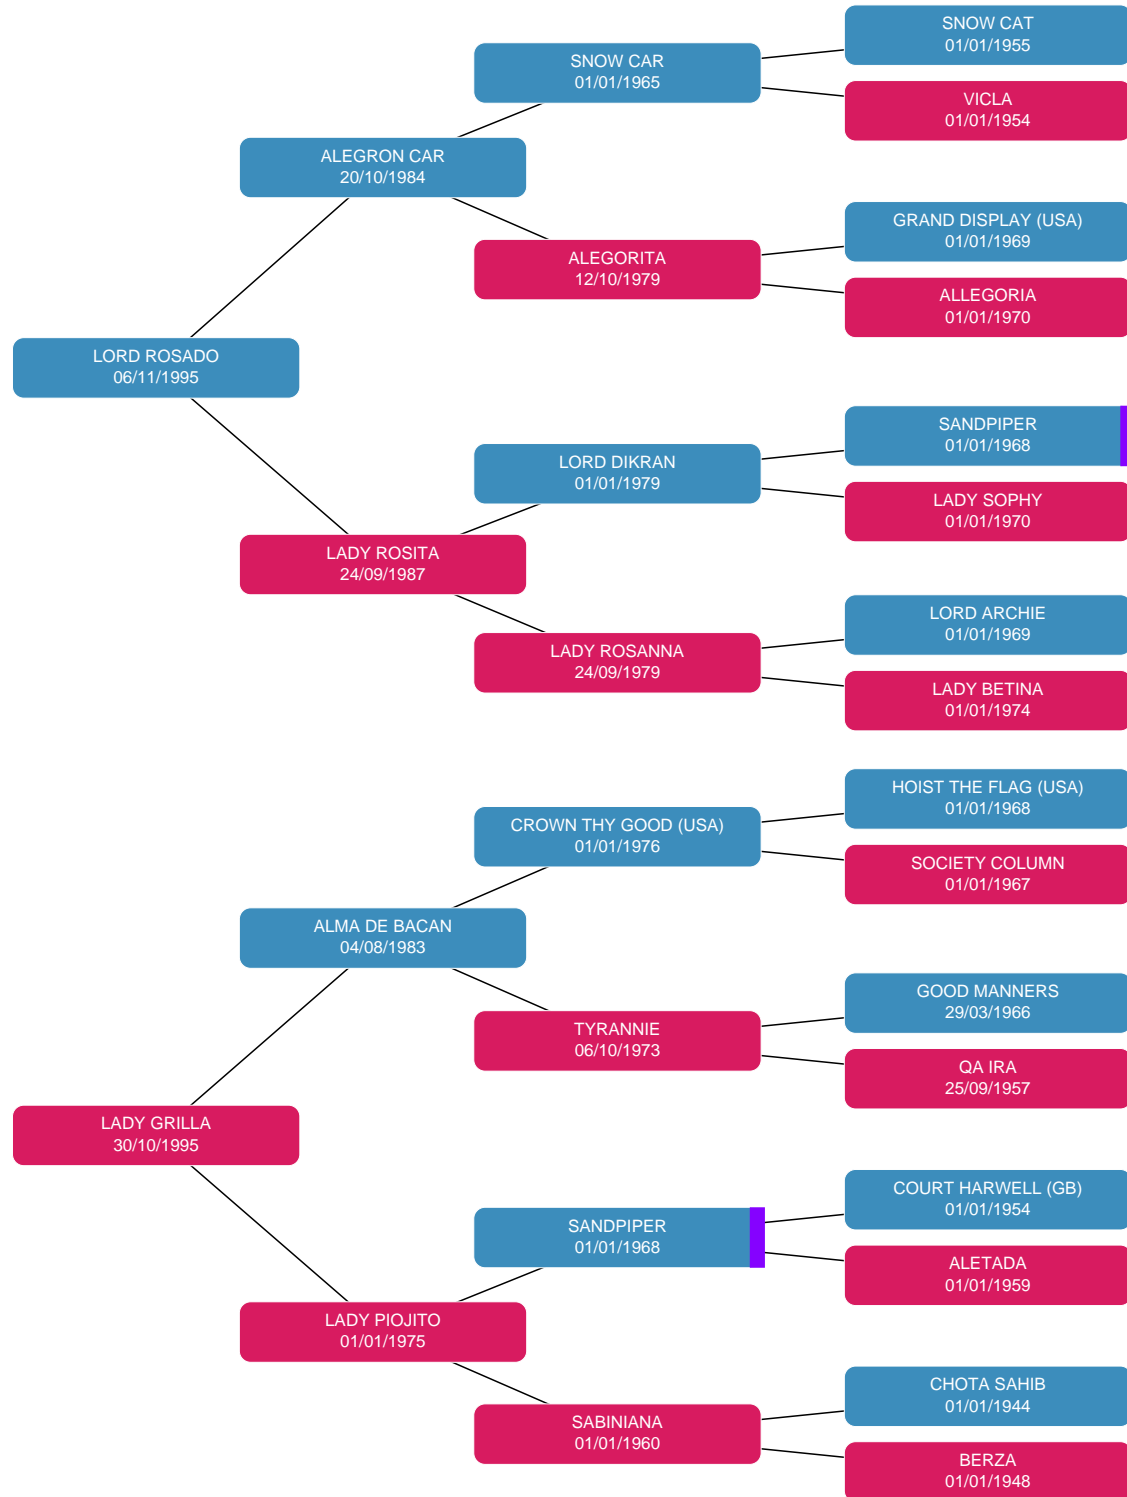 SNOW CAT
01/01/1955
SNOW CAR
01/01/1965
VICLA
01/01/1954
ALEGRON CAR
20/10/1984
GRAND DISPLAY (USA)
01/01/1969
ALEGORITA
12/10/1979
ALLEGORIA
01/01/1970
LORD ROSADO
06/11/1995
SANDPIPER
01/01/1968
LORD DIKRAN
01/01/1979
LADY SOPHY
01/01/1970
LADY ROSITA
24/09/1987
LORD ARCHIE
01/01/1969
LADY ROSANNA
24/09/1979
LADY BETINA
01/01/1974
HOIST THE FLAG (USA)
01/01/1968
CROWN THY GOOD (USA)
01/01/1976
SOCIETY COLUMN
01/01/1967
ALMA DE BACAN
04/08/1983
GOOD MANNERS
29/03/1966
TYRANNIE
06/10/1973
QA IRA
25/09/1957
LADY GRILLA
30/10/1995
COURT HARWELL (GB)
01/01/1954
SANDPIPER
01/01/1968
ALETADA
01/01/1959
LADY PIOJITO
01/01/1975
CHOTA SAHIB
01/01/1944
SABINIANA
01/01/1960
BERZA
01/01/1948